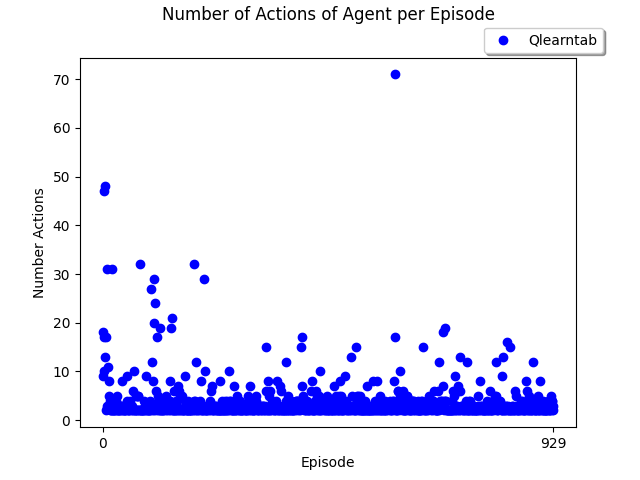 Number of Actions of Agent per Episode
Qlearntab
70
60
50
40
30
20
10
0
Number Actions
0 929
Episode